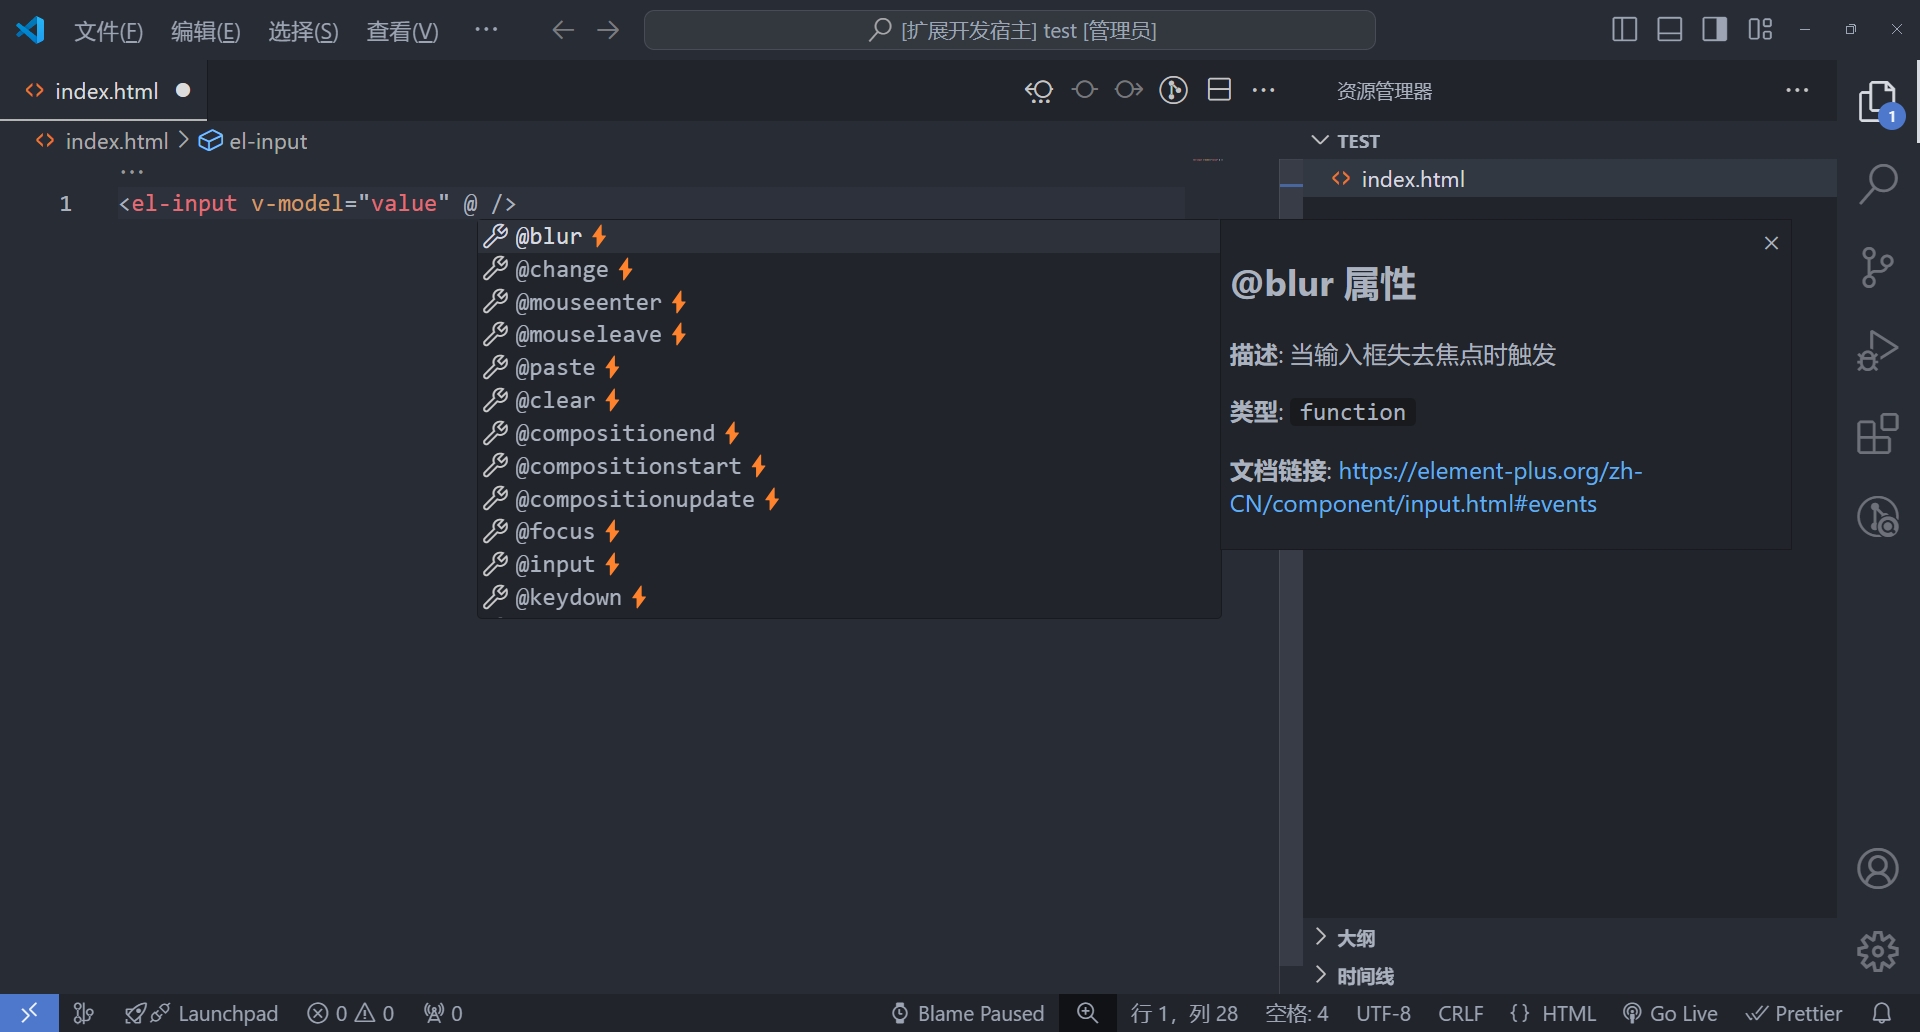 文件(F) 编辑(E) 选择(S) 查看(V) ··· [扩展开发宿主] test [管理员]
index.html
资源管理器
1
index.html > el-input
TEST
index.html
1 <el-input v-model="value" @ />
@blur
@change
@mouseenter
@mouseleave
@paste
@clear
@compositionend
@compositionstart
@compositionupdate
@focus
@input
@keydown
@blur 属性
描述: 当输入框失去焦点时触发
类型: function
文档链接: https://element-plus.org/zh-
CN/component/input.html#events
大纲
时间线
Launchpad 0 0 0 Blame Paused 行 1，列 28 空格: 4 UTF-8 CRLF {} HTML Go Live Prettier